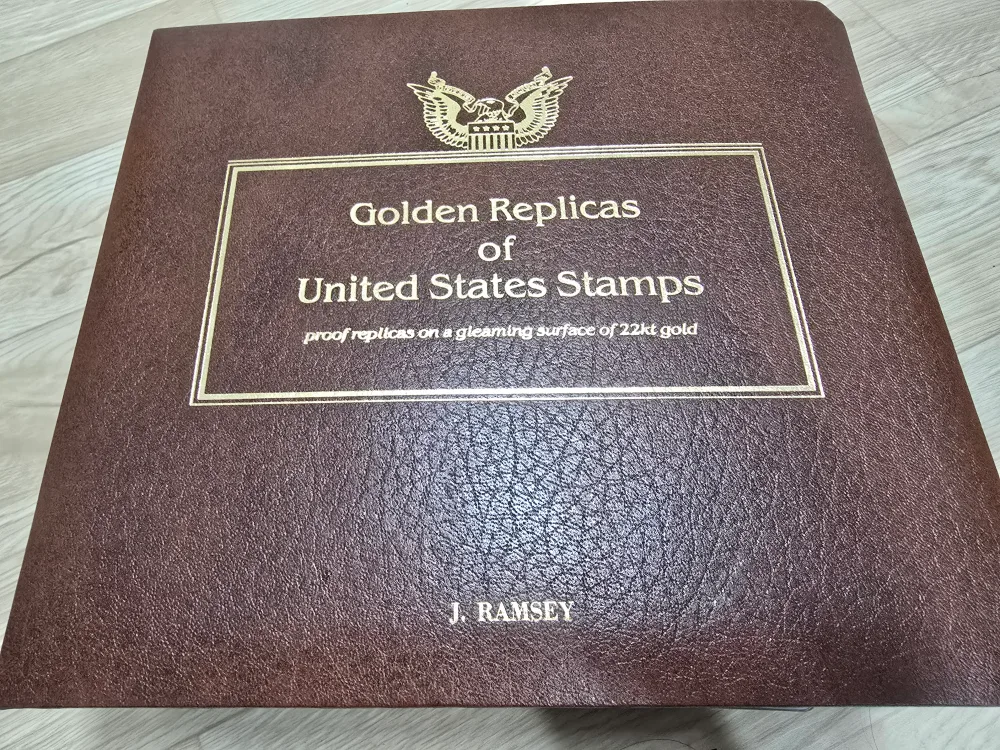 Golden Replicas
of
United States Stamps
proof replicas on a gleaming surface of 22kt gold
J. RAMSEY